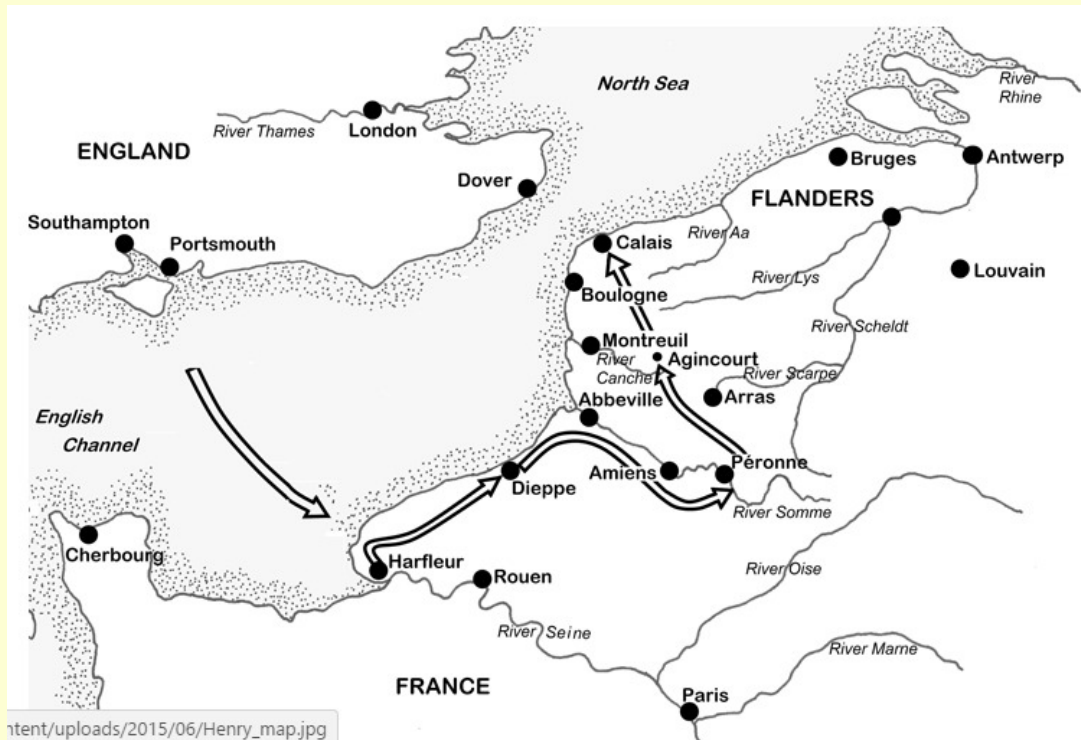 North Sea
River
Rhine
River Thames
London
ENGLAND
Bruges
Antwerp
Dover
FLANDERS
Southampton
Portsmouth
Calais
River Aa
Louvain
River Lys
Boulogne
River Scheldt
Montreuil
River
Canche
Agincourt
River Scarpe
Arras
Abbeville
English
Channel
Amiens
Péronne
Dieppe
River Somme
Cherbourg
Harfleur
Rouen
River Oise
River Seine
River Marne
FRANCE
Paris
ntent/uploads/2015/06/Henry_map.jpg